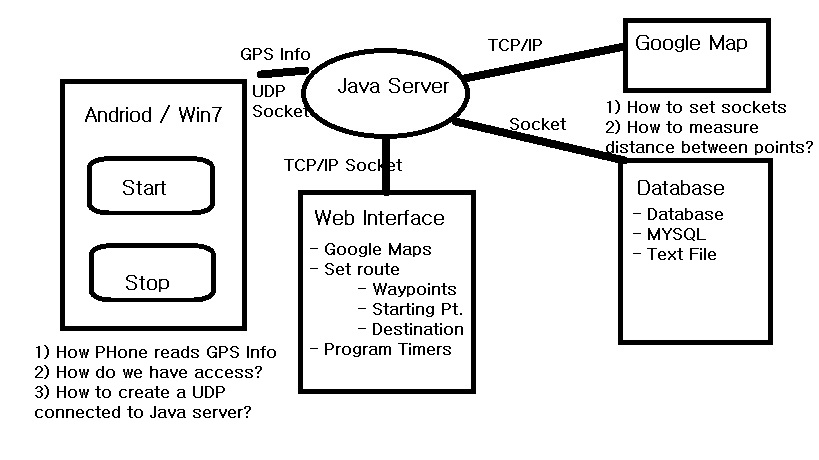 GPS Info
UDP
Socket
Java Server
TCP/IP
Google Map
1) How to set sockets
2) How to measure
distance between points?
Socket
TCP/IP Socket
Andriod / Win7
Start
Stop
1) How PHone reads GPS Info
2) How do we have access?
3) How to create a UDP
connected to Java server?
Web Interface
- Google Maps
- Set route
- Waypoints
- Starting Pt.
- Destination
- Program Timers
Database
- Database
- MYSQL
- Text File